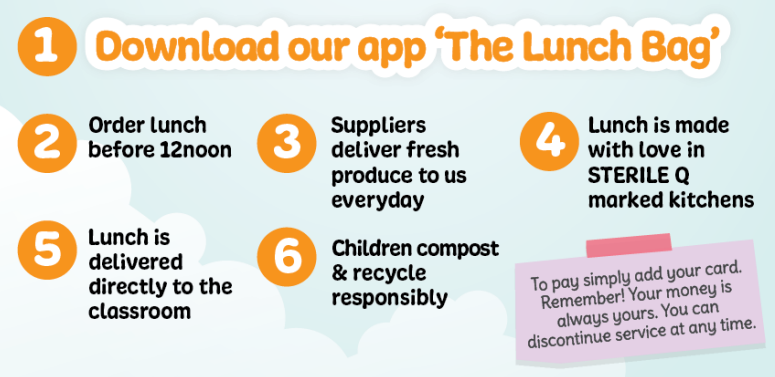 1 Download our app ‘The Lunch Bag’
2 Order lunch
before 12noon
3 Suppliers
deliver fresh
produce to us
everyday
4 Lunch is made
with love in
STERILE Q
marked kitchens
5 Lunch is
delivered
directly to the
classroom
6 Children compost
& recycle
responsibly
To pay simply add your card.
Remember! Your money is
always yours. You can
discontinue service at any time.